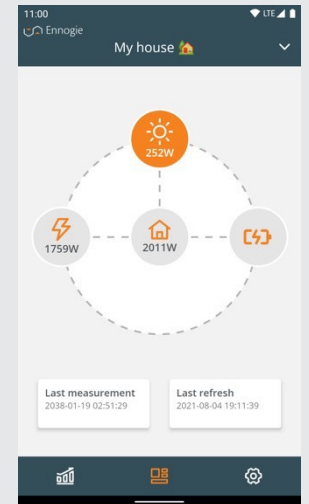 11:00
LTE
Ennogie
My house
252W
1759W
2011W
Last measurement
2038-01-19 02:51:29
Last refresh
2021-08-04 19:11:39